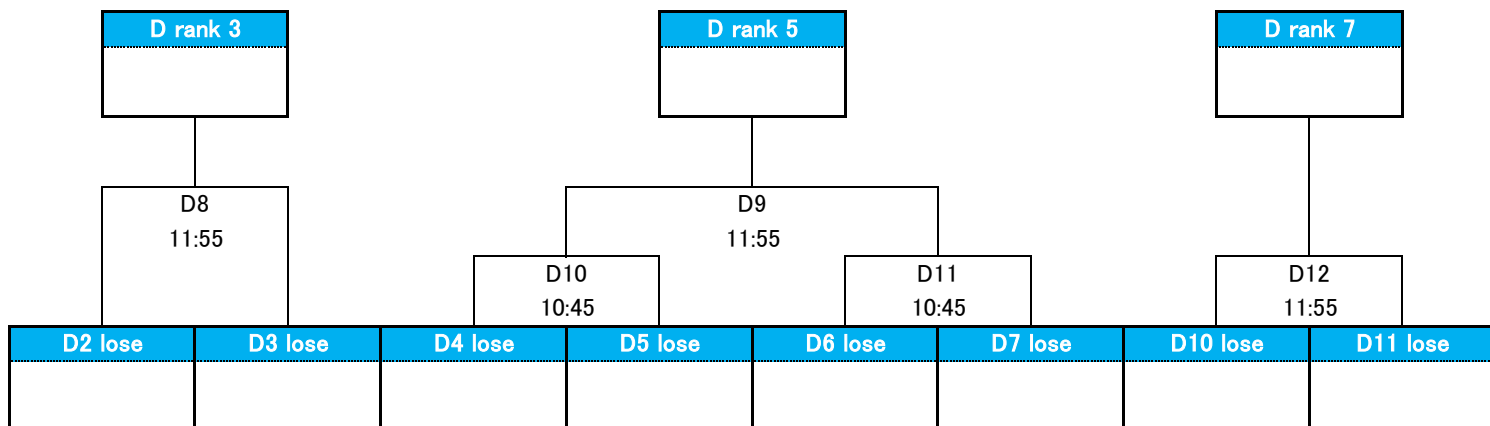 D rank 3
D rank 5
D rank 7
D8
11:55
D9
11:55
D10
10:45
D11
10:45
D12
11:55
D2 lose
D3 lose
D4 lose
D5 lose
D6 lose
D7 lose
D10 lose
D11 lose